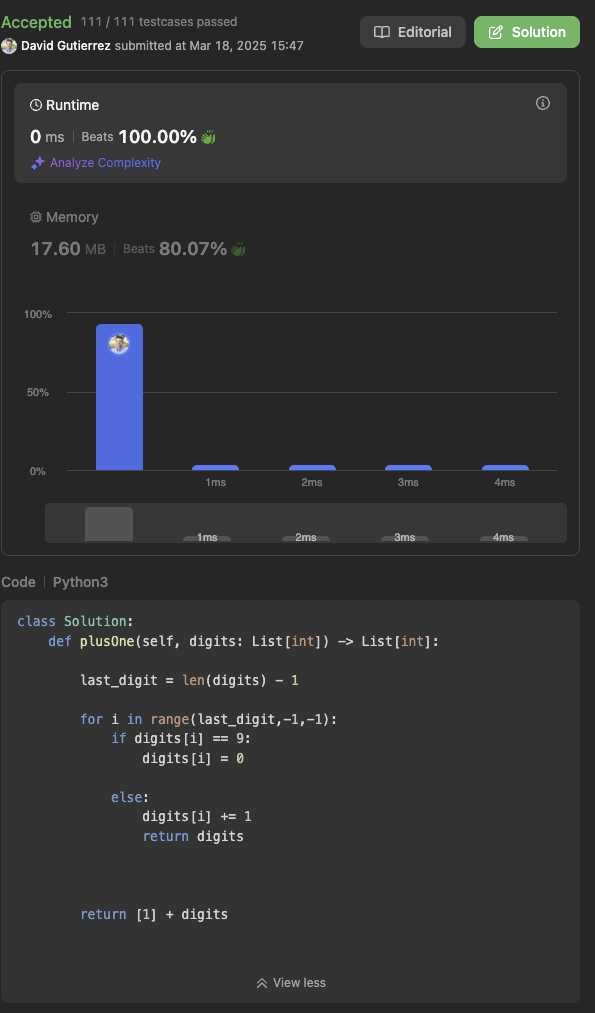 Accepted 111 / 111 testcases passed
David Gutierrez submitted at Mar 18, 2025 15:47
Editorial
Solution
Runtime
0 ms | Beats 100.00%
Analyze Complexity
Memory
17.60 MB | Beats 80.07%
100%
50%
0%
1ms 2ms 3ms 4ms
1ms 2ms 3ms 4ms
Code | Python3
class Solution:
    def plusOne(self, digits: List[int]) -> List[int]:
        last_digit = len(digits) - 1
        for i in range(last_digit,-1,-1):
            if digits[i] == 9:
                digits[i] = 0
            else:
                digits[i] += 1
                return digits
        return [1] + digits
View less